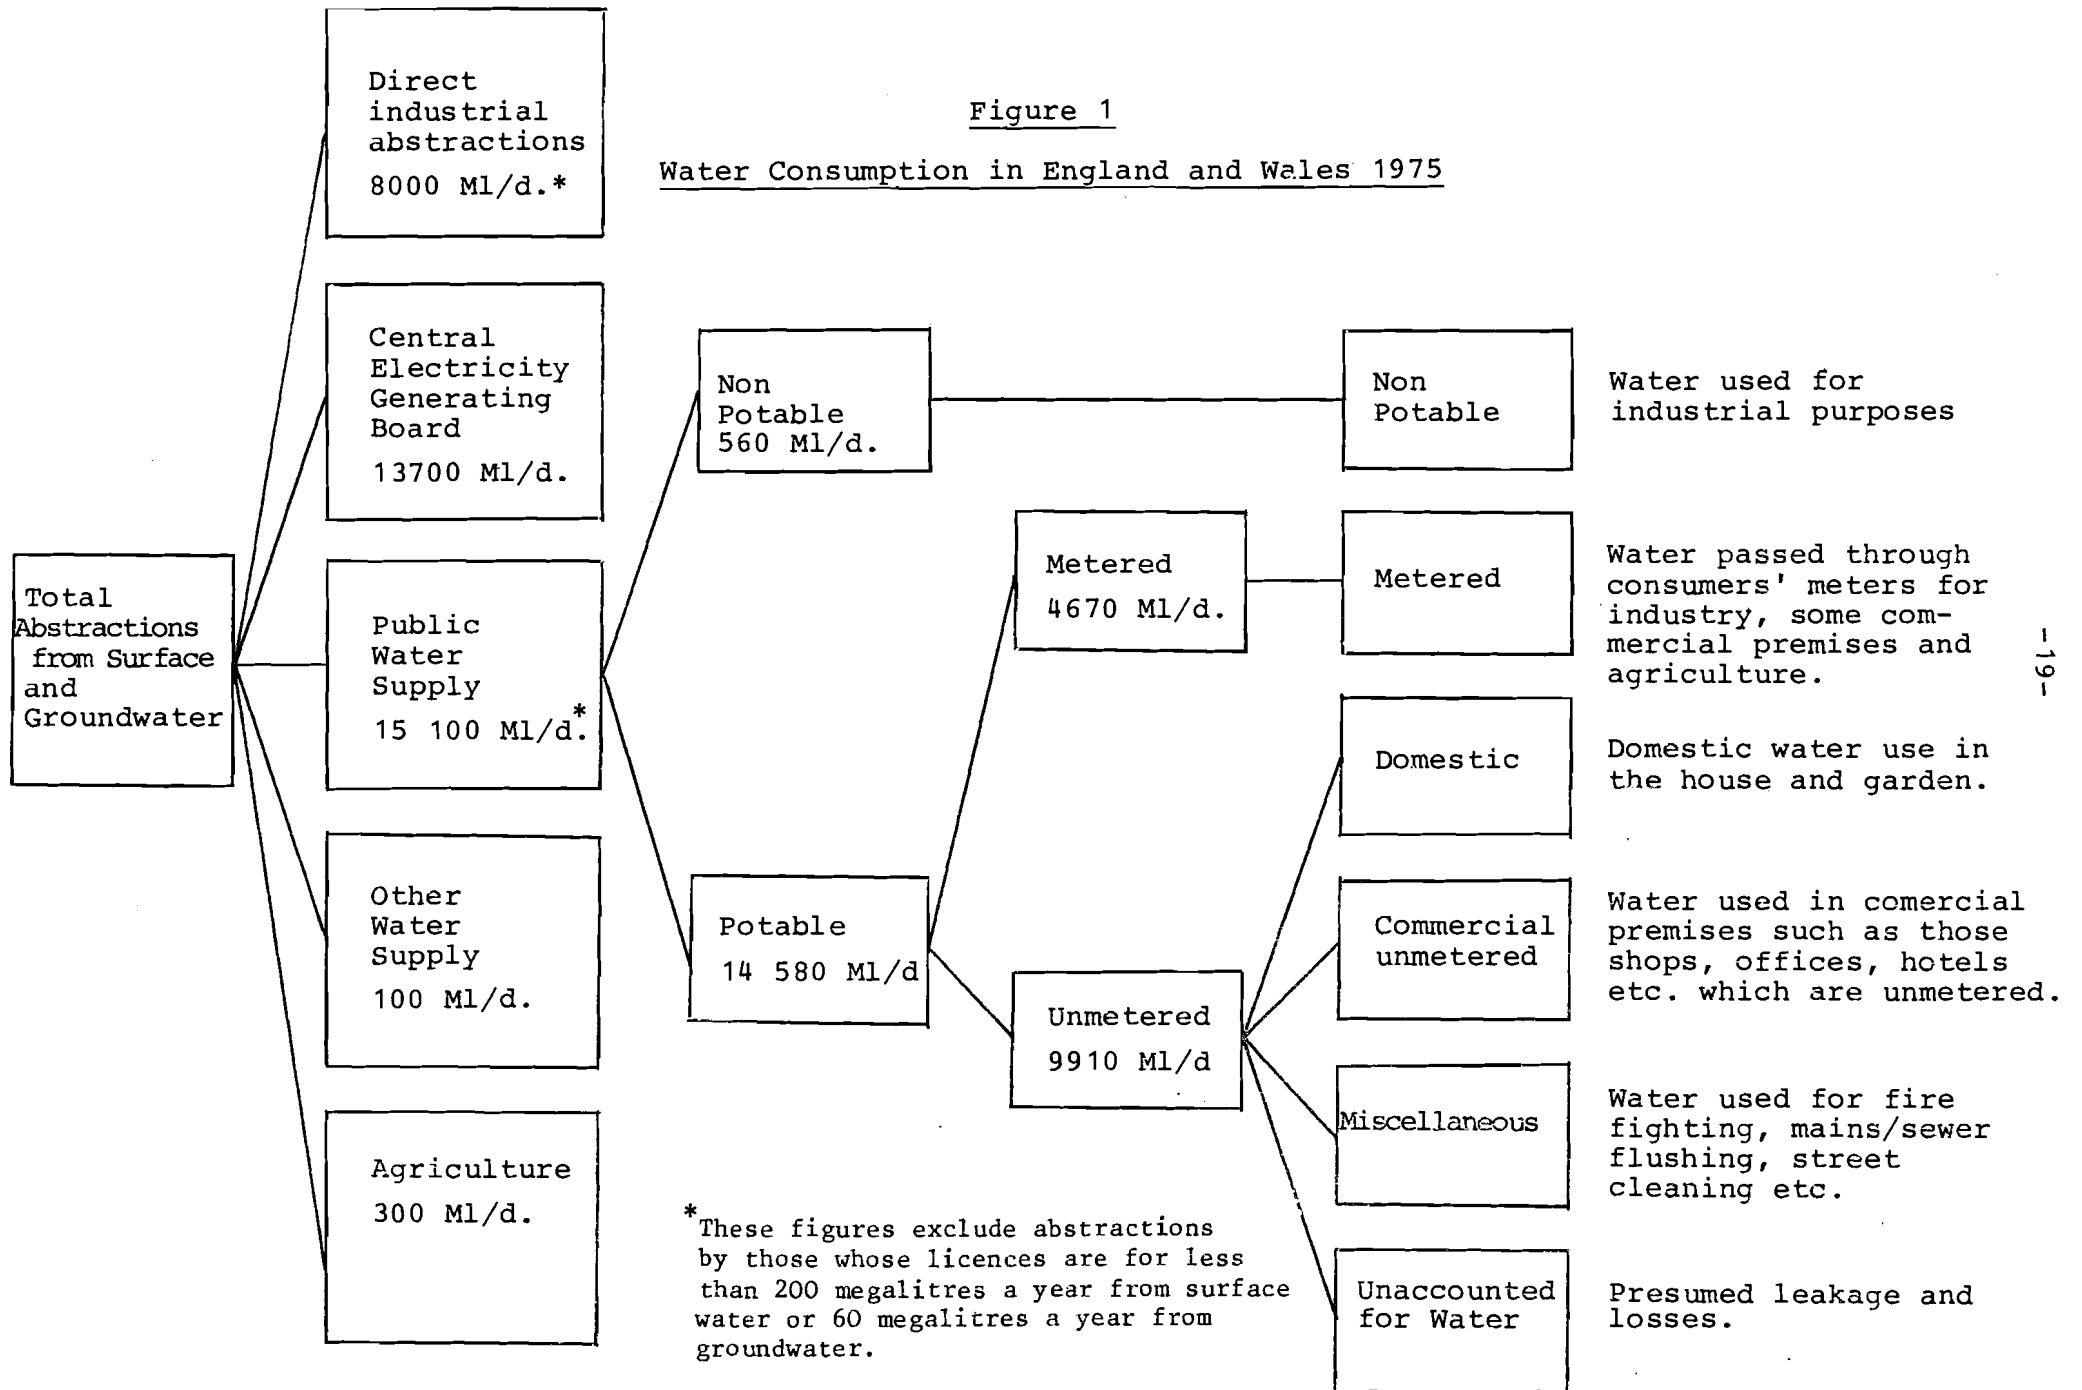 Figure 1
Water Consumption in England and Wales 1975
Total
Abstractions
from Surface
and
Groundwater
Direct
industrial
abstractions
8000 Ml/d.*
Central
Electricity
Generating
Board
13700 Ml/d.
Public
Water
Supply
15 100 Ml/d.*
Other
Water
Supply
100 Ml/d.
Agriculture
300 Ml/d.
Non
Potable
560 Ml/d.
Potable
14 580 Ml/d
Metered
4670 Ml/d.
Unmetered
9910 Ml/d
Non
Potable
Water used for
industrial purposes
Metered
Water passed through
consumers' meters for
industry, some com-
mercial premises and
agriculture.
Domestic
Domestic water use in
the house and garden.
Commercial
unmetered
Water used in comercial
premises such as those
shops, offices, hotels
etc. which are unmetered.
Miscellaneous
Water used for fire
fighting, mains/sewer
flushing, street
cleaning etc.
Unaccounted
for Water
Presumed leakage and
losses.
*These figures exclude abstractions
by those whose licences are for less
than 200 megalitres a year from surface
water or 60 megalitres a year from
groundwater.
-19-